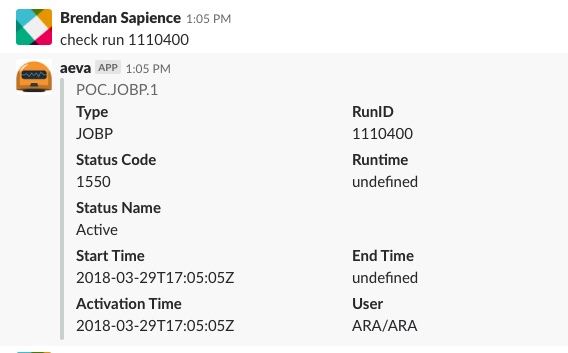 Brendan Sapience 1:05 PM
check run 1110400
aeva APP 1:05 PM
POC.JOBP.1
Type RunID
JOBP 1110400
Status Code Runtime
1550 undefined
Status Name
Active
Start Time End Time
2018-03-29T17:05:05Z undefined
Activation Time User
2018-03-29T17:05:05Z ARA/ARA